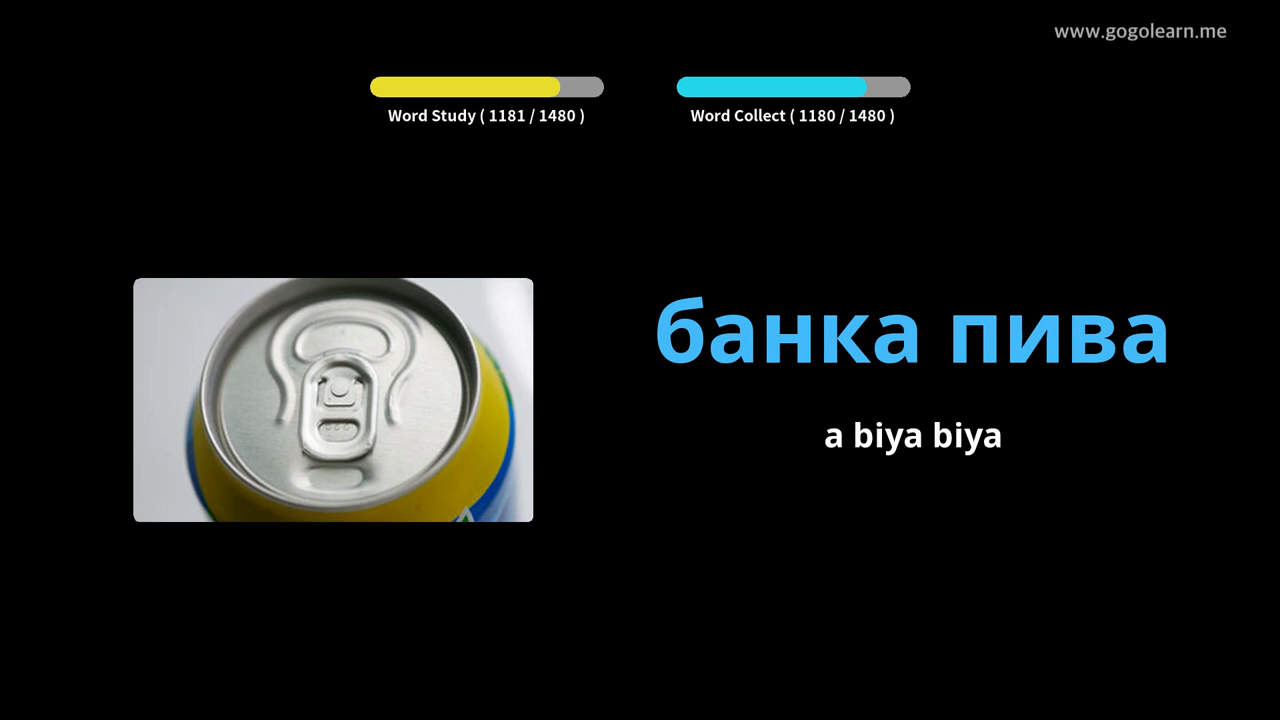 www.gogolearn.me
Word Study ( 1181 / 1480 )
Word Collect ( 1180 / 1480 )
банка пива
a biya biya